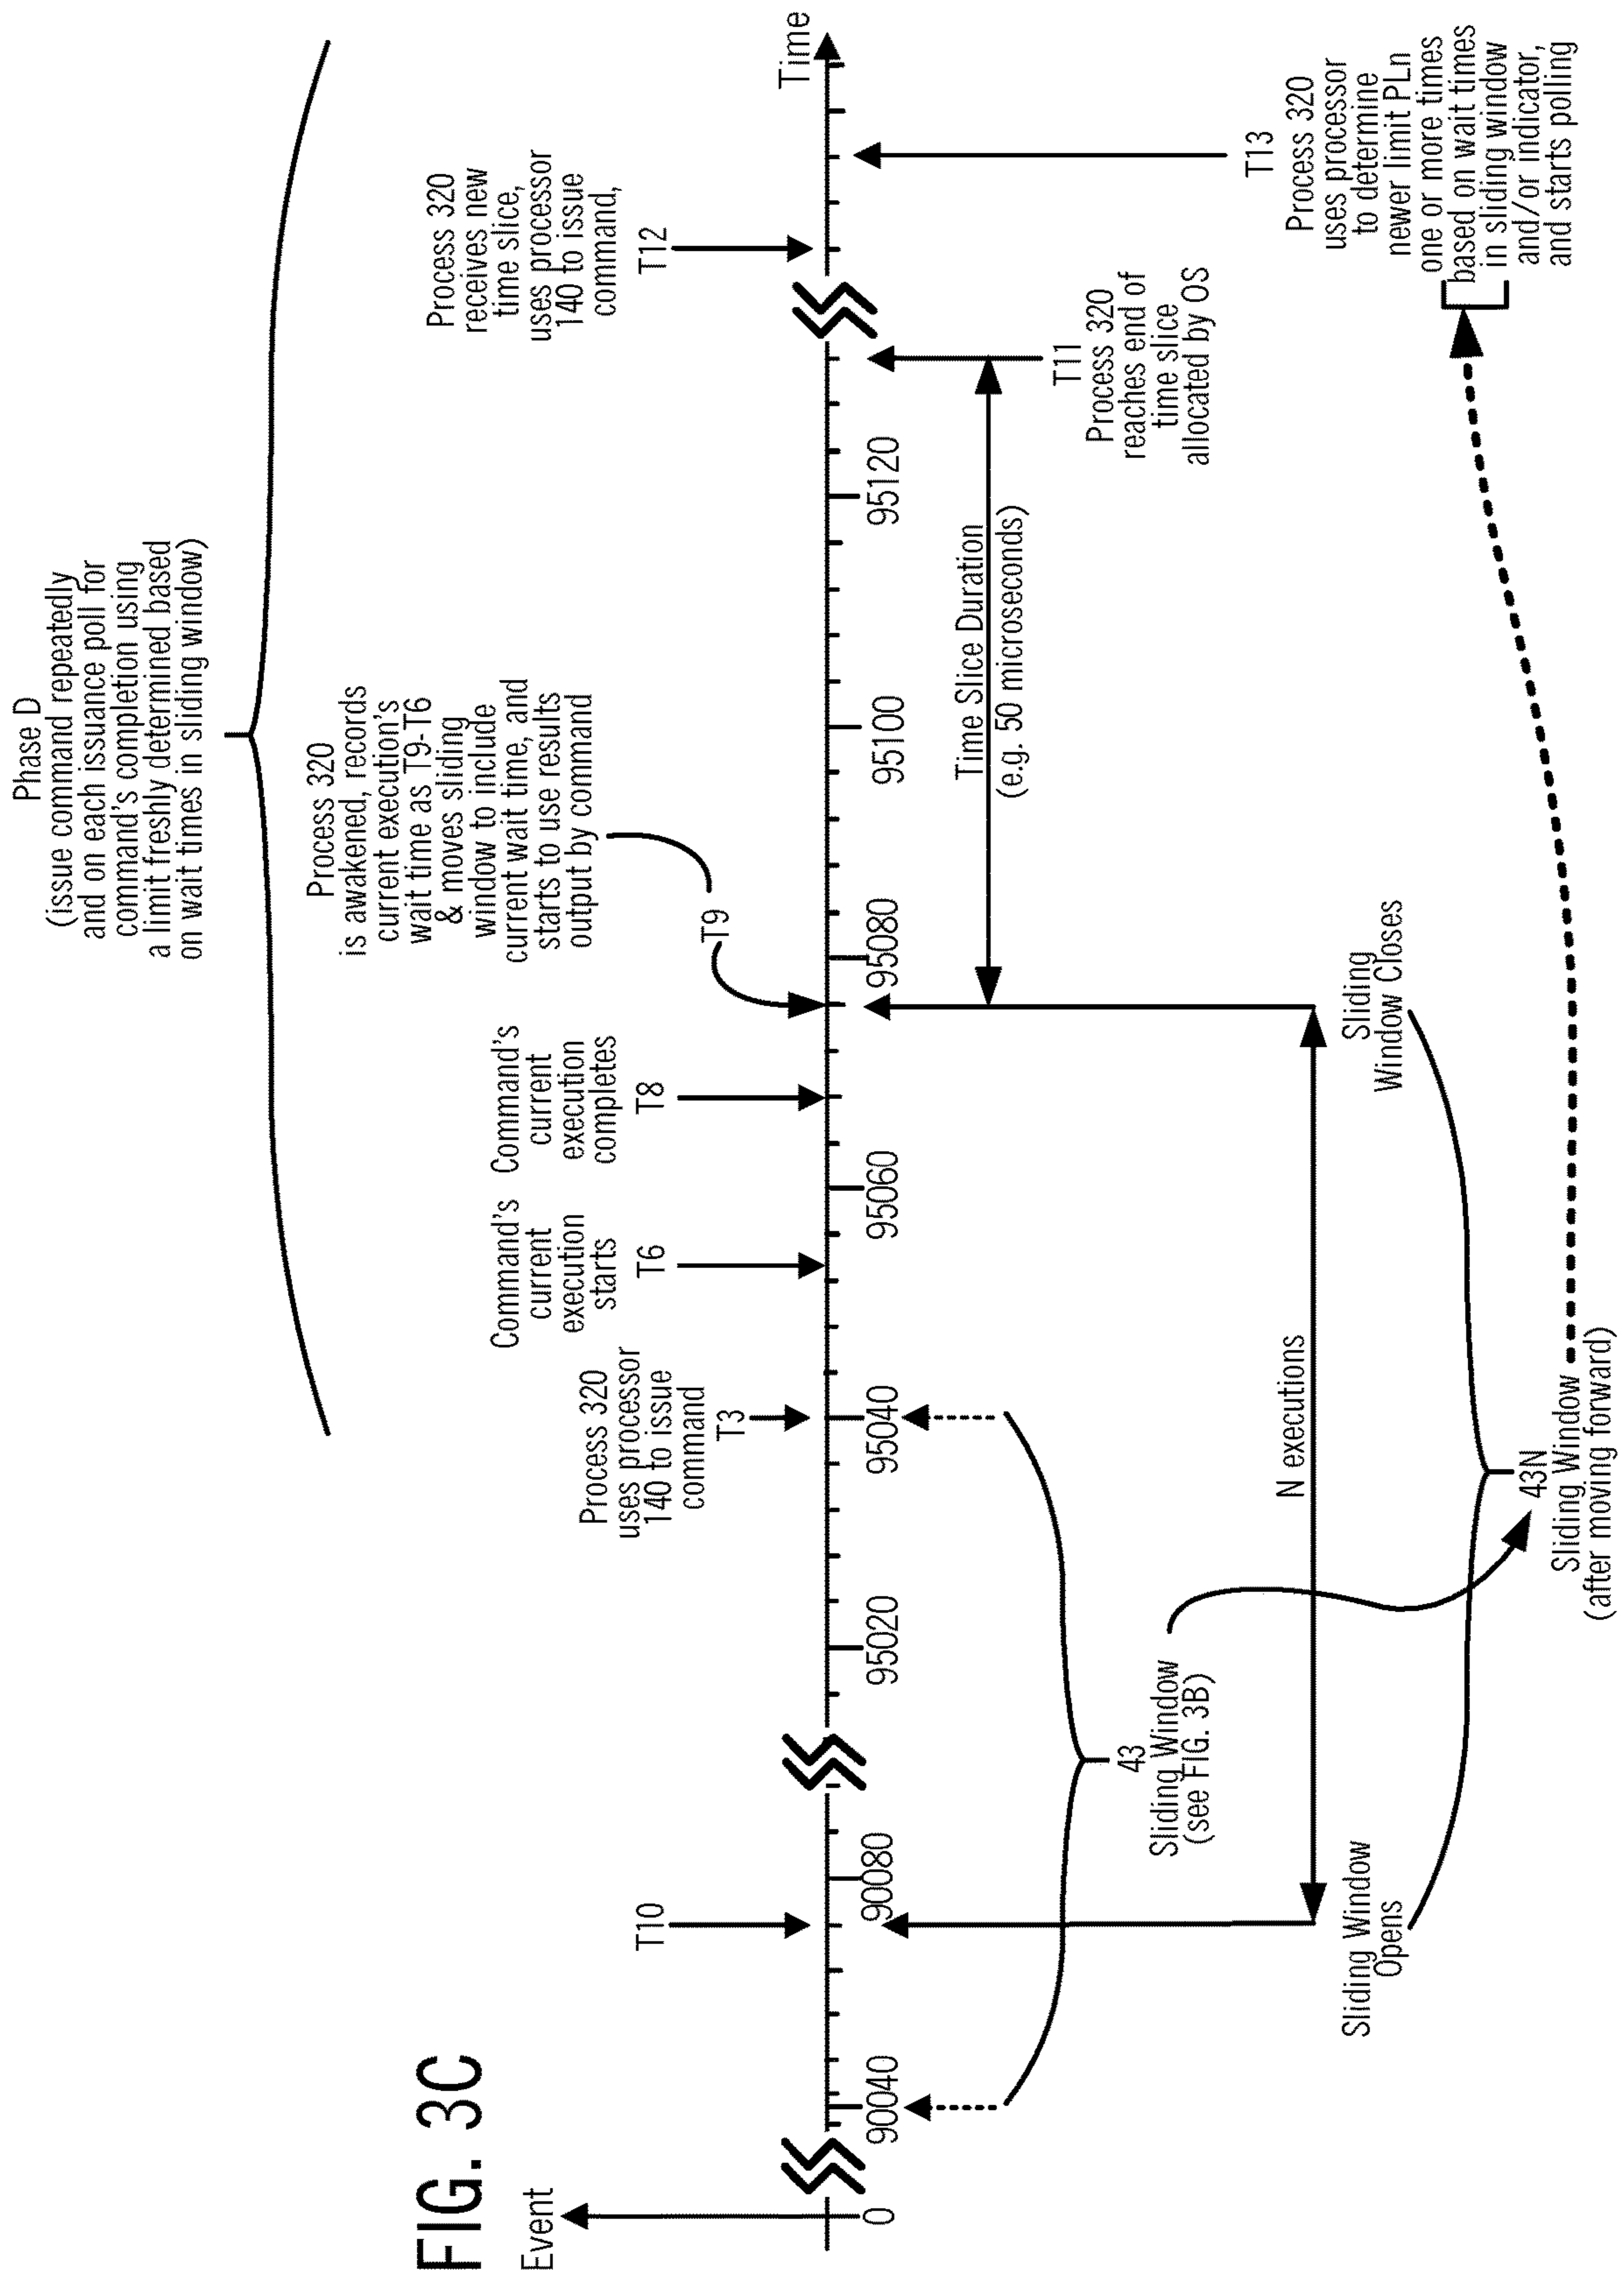 FIG. 3C
Event
Time
Phase D
(issue command repeatedly
and on each issuance poll for
command's completion using
a limit freshly determined based
on wait times in sliding window)
Process 320
uses processor
140 to issue
command
T3
Command's
current
execution
starts
T6
Command's
current
execution
completes
T8
Process 320
is awakened, records
current execution's
wait time as T9-T6
& moves sliding
window to include
current wait time, and
starts to use results
output by command
T9
Process 320
receives new
time slice,
uses processor
140 to issue
command,
T12
T10
0
90040
90080
95020
95040
95060
95080
95100
95120
Time Slice Duration
(e.g. 50 microseconds)
T11
Process 320
reaches end of
time slice
allocated by OS
T13
Process 320
uses processor
to determine
newer limit PLn
one or more times
based on wait times
in sliding window
and/or indicator,
and starts polling
43
Sliding Window
(see FIG. 3B)
N executions
Sliding Window
Opens
Sliding
Window Closes
43N
Sliding Window
(after moving forward)